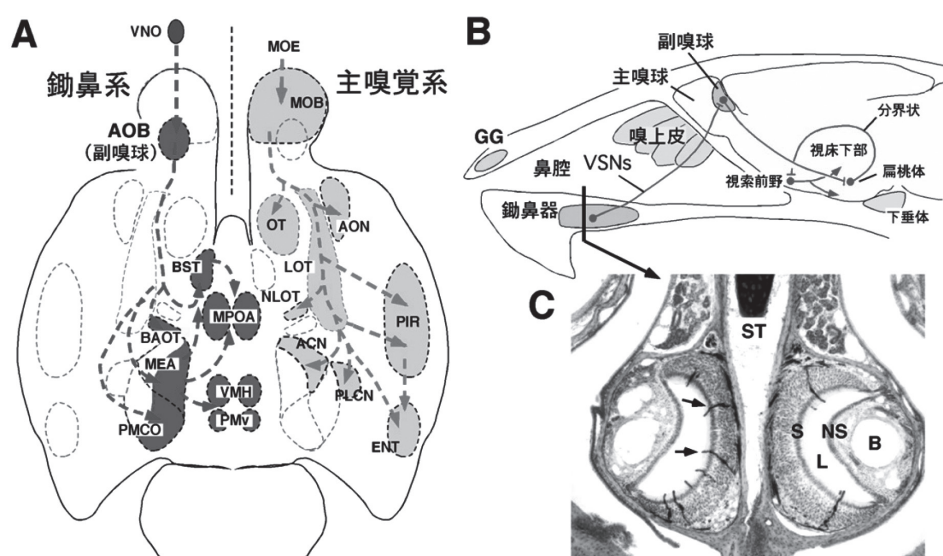 A
VNO
鋤鼻系
AOB
(副嗅球)
MOE
MOB
主嗅覚系
OT
AON
BST
LOT
NLOT
MPOA
PIR
BAOT
MEA
ACN
VMH
PLCN
PMCO
PMv
ENT
B
副嗅球
主嗅球
GG
嗅上皮
鼻腔
VSNs
鋤鼻器
分界状
視床下部
視索前野
扁桃体
下垂体
C
ST
S
NS
B
L